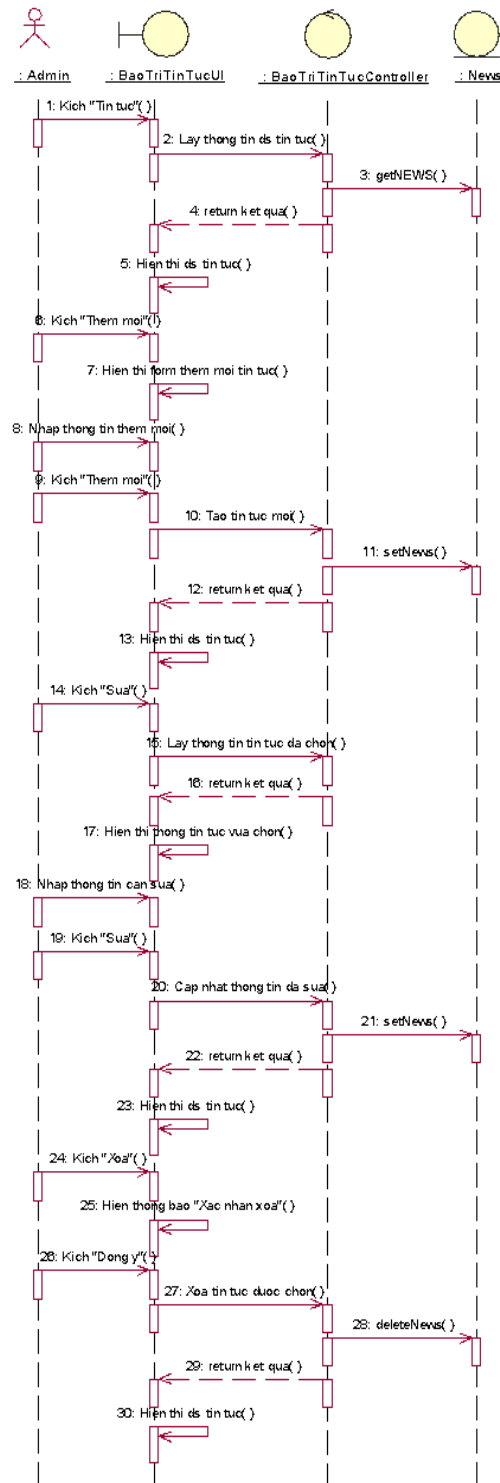 : Admin
: BaoTriTinTucUI
: BaoTriTinTucController
: News
1: Kich "Tin tuc"( )
2: Lay thong tin ds tin tuc( )
3: getNEWS( )
4: return ket qua( )
5: Hien thi ds tin tuc( )
6: Kich "Them moi"( )
7: Hien thi form them moi tin tuc( )
8: Nhap thong tin them moi( )
9: Kich "Them moi"( )
10: Tao tin tuc moi( )
11: setNews( )
12: return ket qua( )
13: Hien thi ds tin tuc( )
14: Kich "Sua"( )
15: Lay thong tin tin tuc da chon( )
16: return ket qua( )
17: Hien thi thong tin tuc vua chon( )
18: Nhap thong tin can sua( )
19: Kich "Sua"( )
20: Cap nhat thong tin da sua( )
21: setNews( )
22: return ket qua( )
23: Hien thi ds tin tuc( )
24: Kich "Xoa"( )
25: Hien thong bao "Xac nhan xoa"( )
26: Kich "Dong y"( )
27: Xoa tin tuc duoc chon( )
28: deleteNews( )
29: return ket qua( )
30: Hien thi ds tin tuc( )